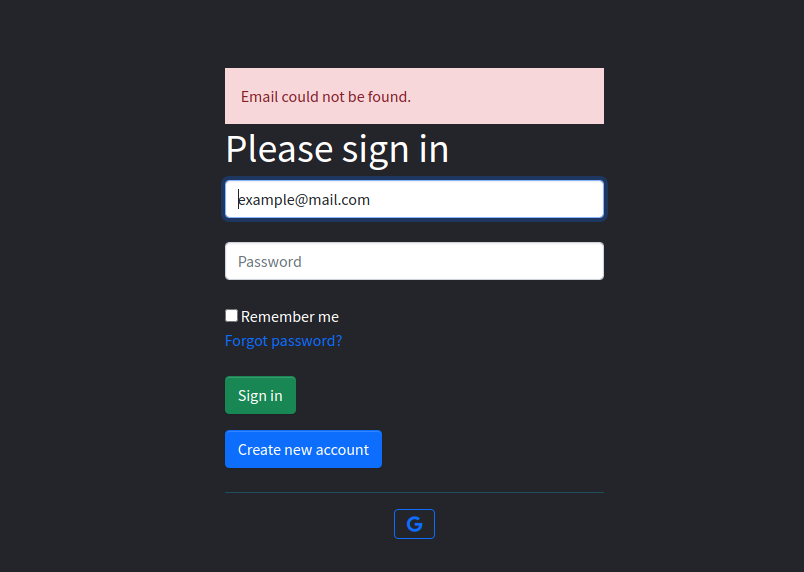 Email could not be found.
Please sign in
example@mail.com
Password
Remember me
Forgot password?
Sign in
Create new account
G